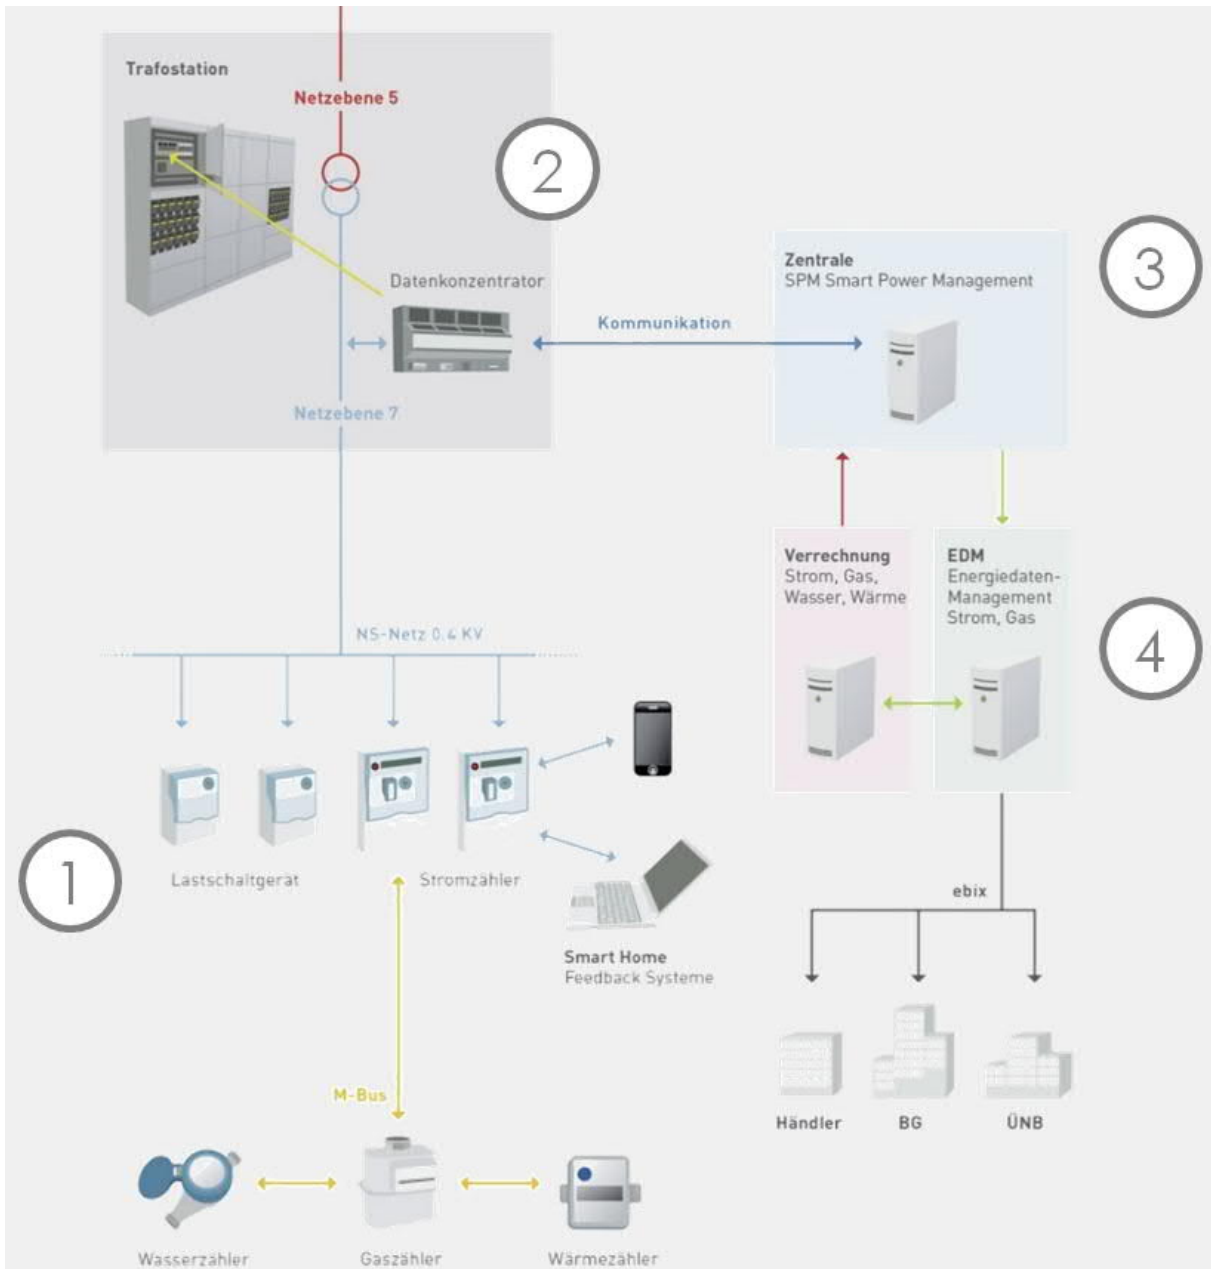 Trafostation
Netzebene 5
2
Datenkonzentrator
Netzebene 7
Kommunikation
Zentrale
SPM Smart Power Management
3
Verrechnung
Strom, Gas,
Wasser, Wärme
EDM
Energiedaten-
Management
Strom, Gas
4
NS-Netz 0.4 KV
1
Lastschaltgerät
Stromzähler
Smart Home
Feedback Systeme
ebix
Händler
BG
ÜNB
M-Bus
Wasserzähler
Gaszähler
Wärmezähler